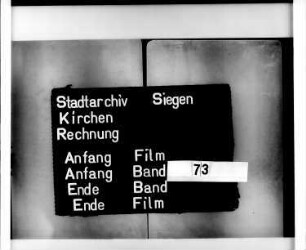 Stadtarchiv Siegen
Kirchen
Rechnung
Anfang Film
Anfang Band 73
Ende Band
Ende Film